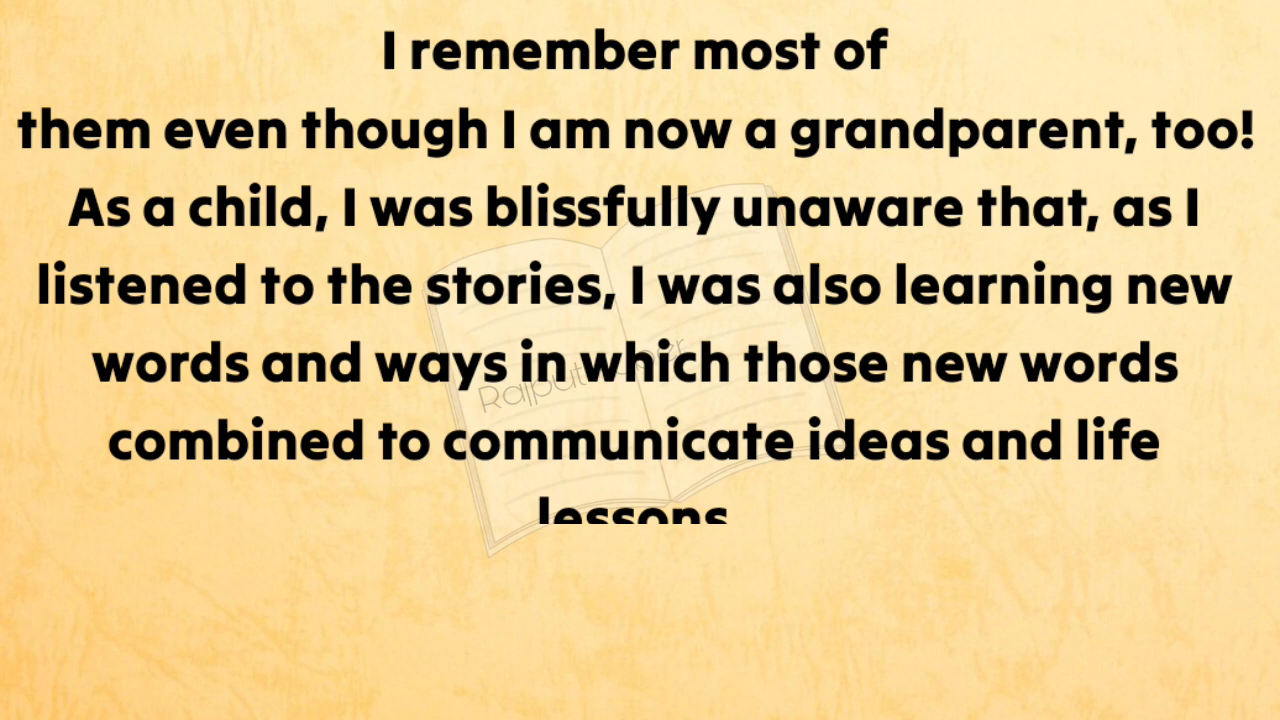 I remember most of
them even though I am now a grandparent, too!
As a child, I was blissfully unaware that, as I
listened to the stories, I was also learning new
words and ways in which those new words
combined to communicate ideas and life
lessons
Rajput